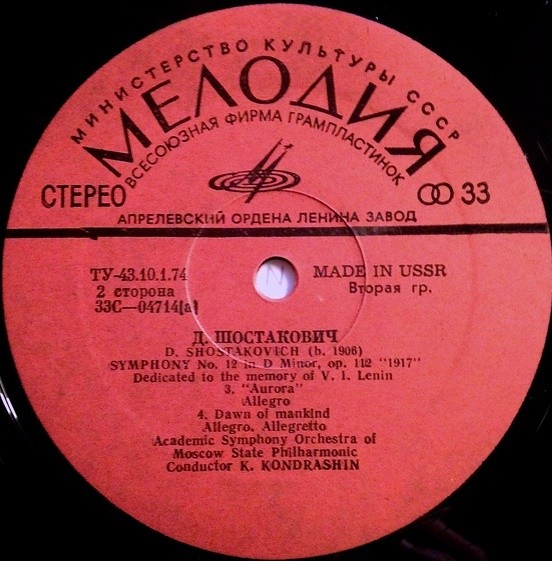 МИНИСТЕРСТВО КУЛЬТУРЫ СССР
МЕЛОДИЯ
ВСЕСОЮЗНАЯ ФИРМА ГРАМПЛАСТИНОК
СТЕРЕО
33
АПРЕЛЕВСКИЙ ОРДЕНА ЛЕНИНА ЗАВОД
ТУ-43.10.1.74
MADE IN USSR
2 сторона
Вторая гр.
33С—04714(а)
Д. ШОСТАКОВИЧ
D. SHOSTAKOVICH (b. 1906)
SYMPHONY No. 12 in D Minor, op. 112 "1917"
Dedicated to the memory of V. I. Lenin
3. "Aurora"
Allegro
4. Dawn of mankind
Allegro. Allegretto
Academic Symphony Orchestra of
Moscow State Philharmonic
Conductor K. KONDRASHIN